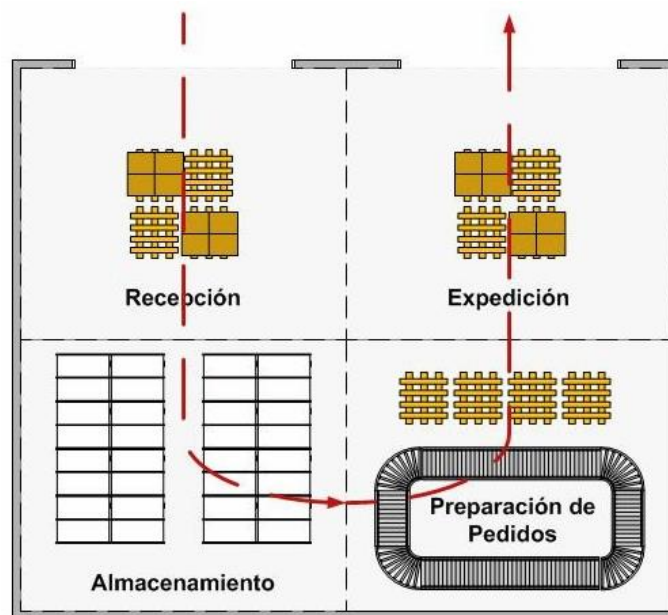 Recepción
Expedición
Almacenamiento
Preparación de
Pedidos